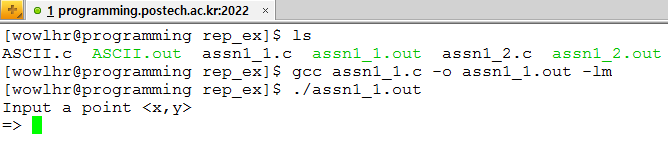 1 programming.postech.ac.kr:2022
[wowlhr@programming rep_ex]$ ls
ASCII.c  ASCII.out  assn1_1.c  assn1_1.out  assn1_2.c  assn1_2.out
[wowlhr@programming rep_ex]$ gcc assn1_1.c -o assn1_1.out -lm
[wowlhr@programming rep_ex]$ ./assn1_1.out
Input a point <x,y>
=>